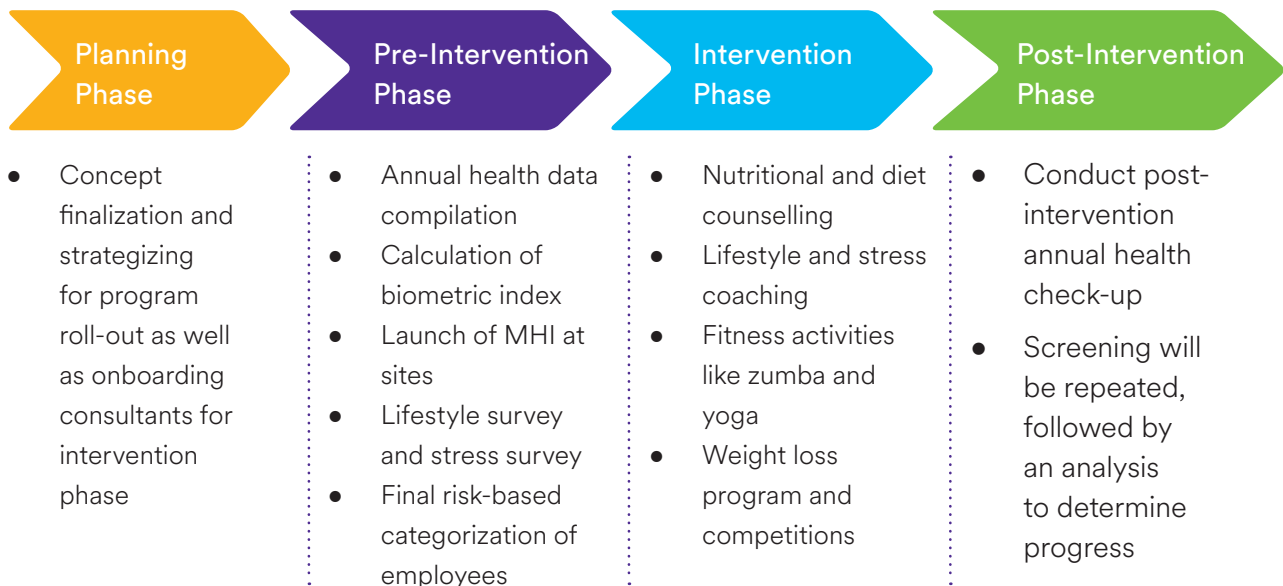 Planning
Phase
Pre-Intervention
Phase
Intervention
Phase
Post-Intervention
Phase
● Concept
finalization and
strategizing
for program
roll-out as well
as onboarding
consultants for
intervention
phase
● Annual health data
compilation
● Calculation of
biometric index
● Launch of MHI at
sites
● Lifestyle survey
and stress survey
● Final risk-based
categorization of
employees
● Nutritional and diet
counselling
● Lifestyle and stress
coaching
● Fitness activities
like zumba and
yoga
● Weight loss
program and
competitions
● Conduct post-
intervention
annual health
check-up
● Screening will
be repeated,
followed by
an analysis
to determine
progress